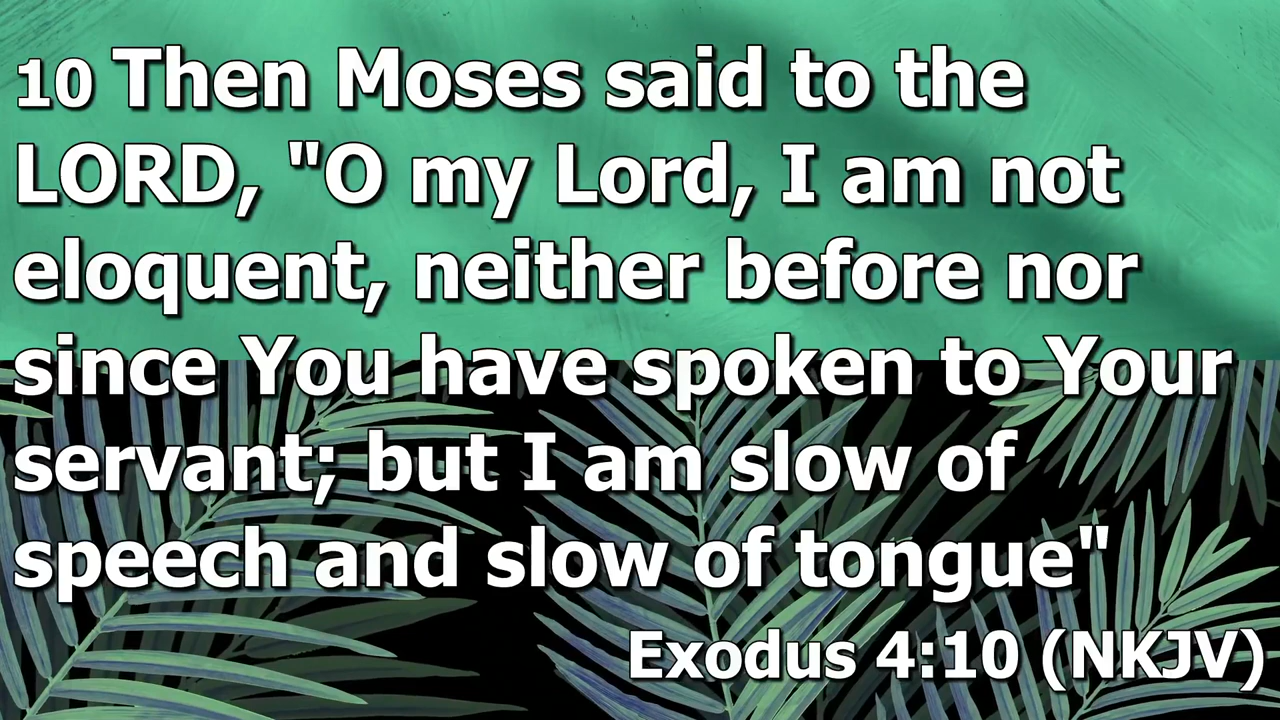 10 Then Moses said to the
LORD, "O my Lord, I am not
eloquent, neither before nor
since You have spoken to Your
servant; but I am slow of
speech and slow of tongue"
Exodus 4:10 (NKJV)